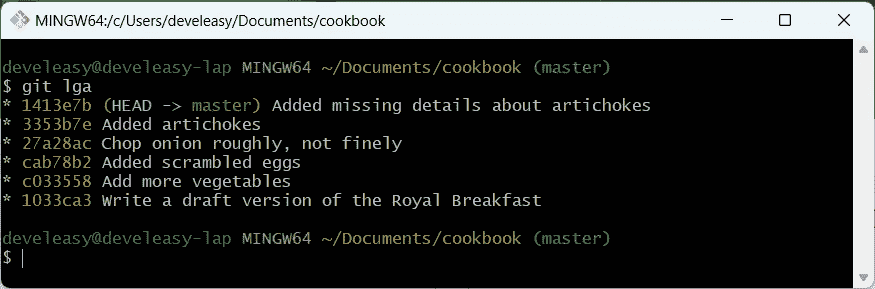 MINGW64:/c/Users/develeasy/Documents/cookbook
develeasy@develeasy-lap MINGW64 ~/Documents/cookbook (master)
$ git lga
* 1413e7b (HEAD -> master) Added missing details about artichokes
* 3353b7e Added artichokes
* 27a28ac Chop onion roughly, not finely
* cab78b2 Added scrambled eggs
* c033558 Add more vegetables
* 1033ca3 Write a draft version of the Royal Breakfast
develeasy@develeasy-lap MINGW64 ~/Documents/cookbook (master)
$